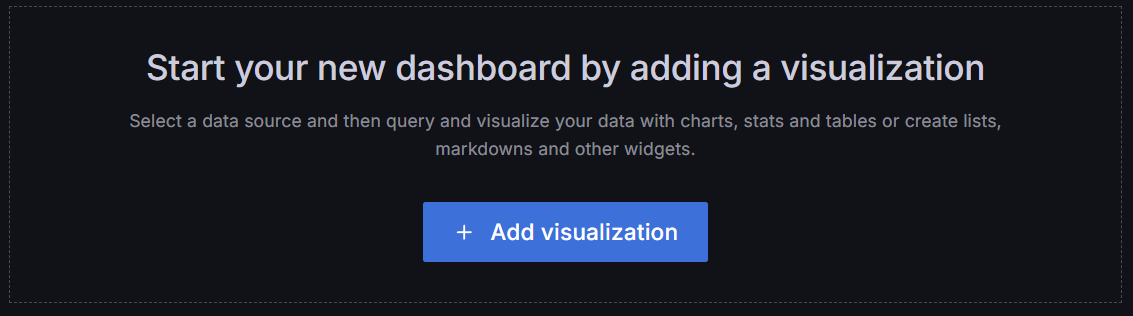 Start your new dashboard by adding a visualization
Select a data source and then query and visualize your data with charts, stats and tables or create lists,
markdowns and other widgets.
+ Add visualization